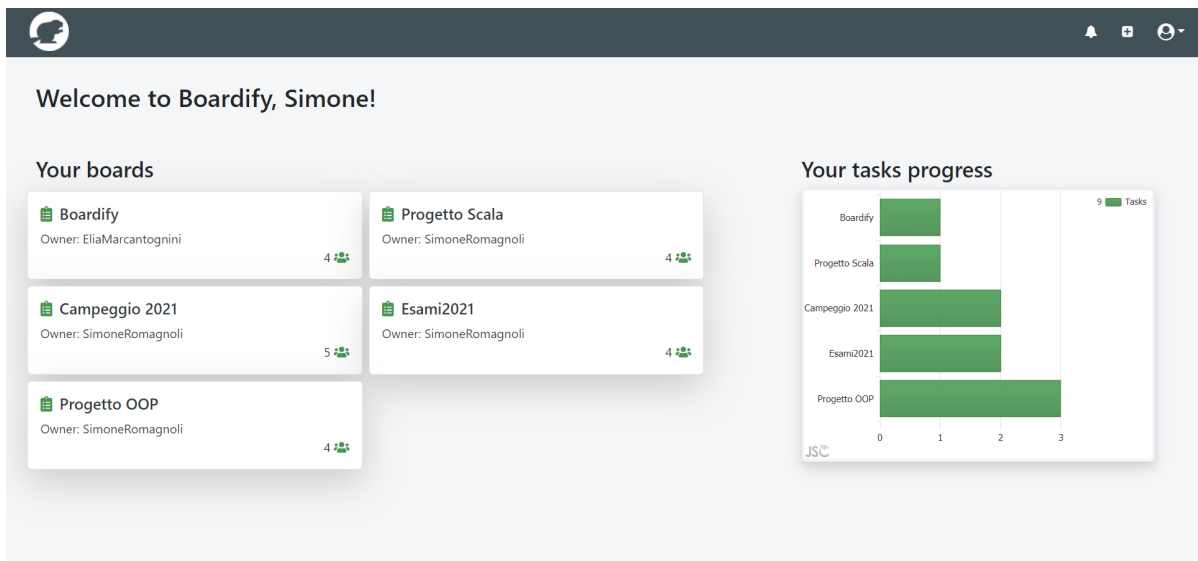 Welcome to Boardify, Simone!
Your boards
Boardify
Owner: EliaMarcantognini
4
Progetto Scala
Owner: SimoneRomagnoli
4
Campeggio 2021
Owner: SimoneRomagnoli
5
Esami2021
Owner: SimoneRomagnoli
4
Progetto OOP
Owner: SimoneRomagnoli
4
Your tasks progress
9 Tasks
Boardify
Progetto Scala
Campeggio 2021
Esami2021
Progetto OOP
0 1 2 3
JSC